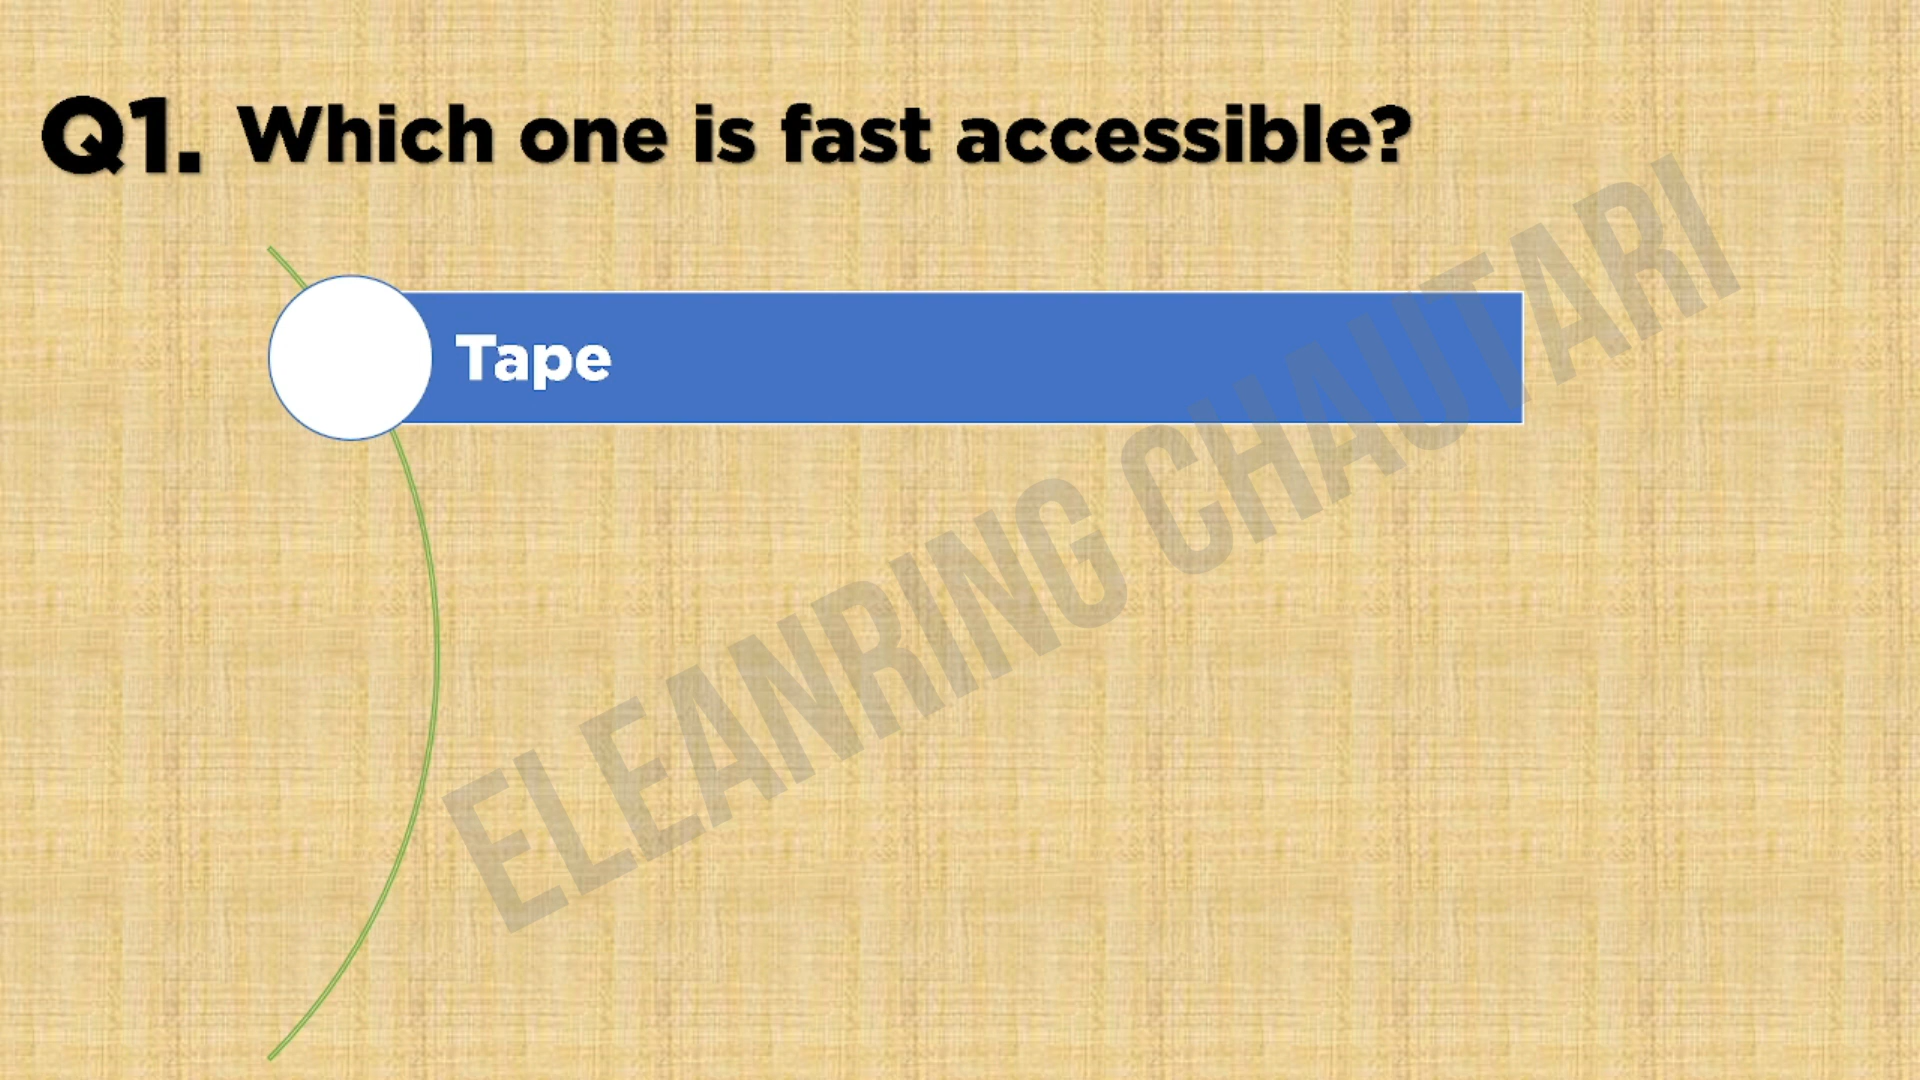 Q1. Which one is fast accessible?
Tape
ELEANRING CHAUTARI